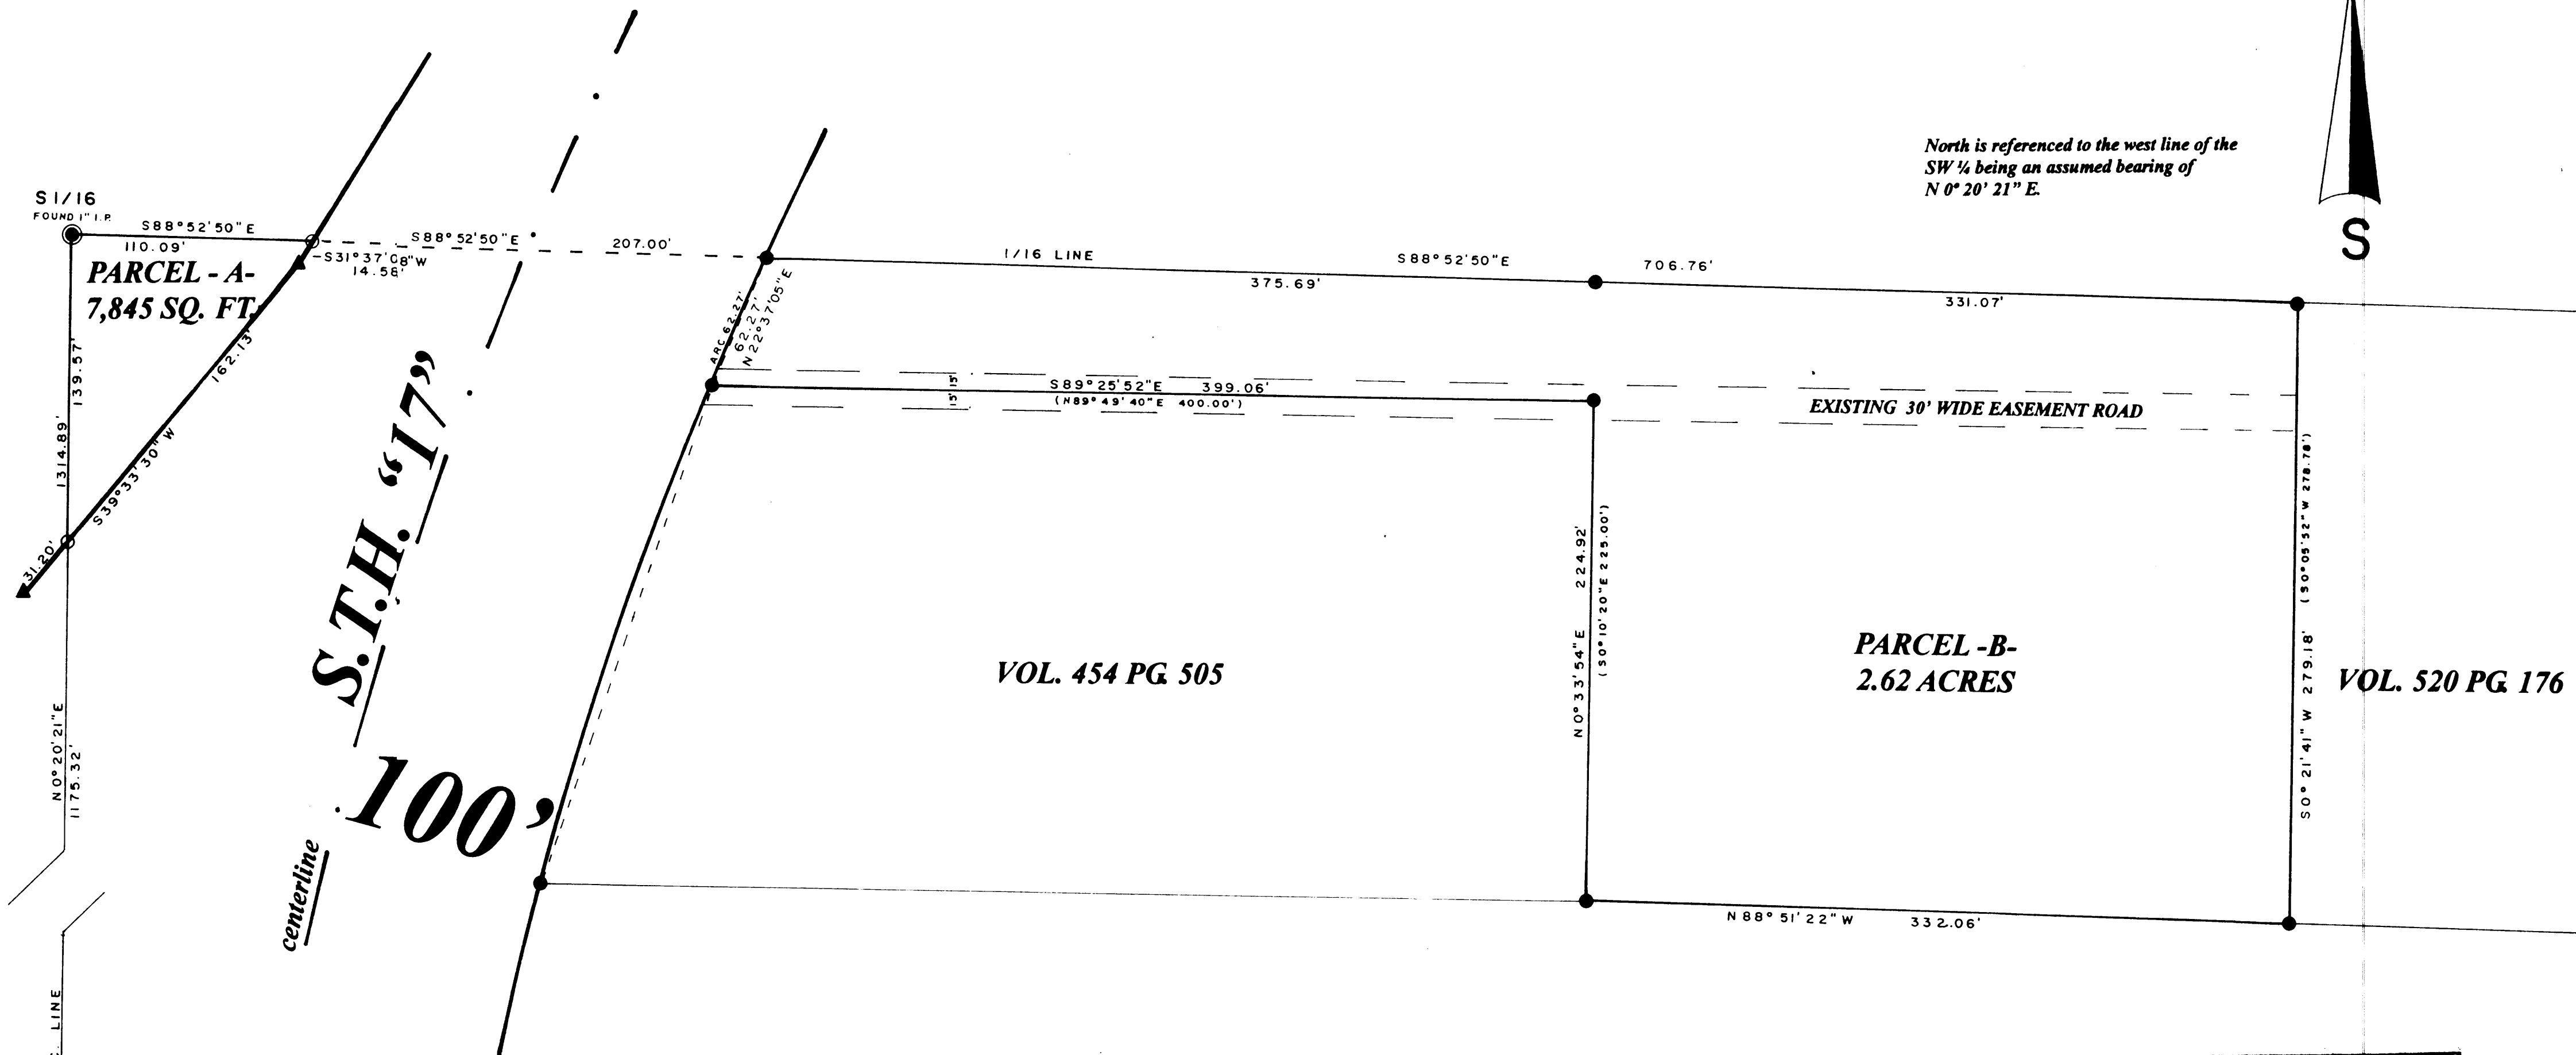 North is referenced to the west line of the
SW ¼ being an assumed bearing of
N 0° 20' 21" E.
S
S 1/16
FOUND 1" I.P.
S88°52'50"E
110.09'
PARCEL - A-
7,845 SQ. FT.
S31°37'08"W
14.58'
S88°52'50"E
207.00'
1/16 LINE
S88°52'50"E
706.76'
375.69'
331.07'
ARC 62.27'
62.27'
N22°37'05"E
139.57'
1314.89'
162.13'
S39°33'30"W
31.20'
N0°20'21"E
1175.32'
LINE
S.T.H. “17”
100’
centerline
15'
15'
S89°25'52"E 399.06'
(N89°49'40"E 400.00')
EXISTING 30’ WIDE EASEMENT ROAD
VOL. 454 PG. 505
N0°33'54"E 224.92'
(S0°10'20"E 225.00')
PARCEL -B-
2.62 ACRES
S0°21'41"W 279.18' (S0°05'52"W 278.78')
VOL. 520 PG. 176
N88°51'22"W 332.06'